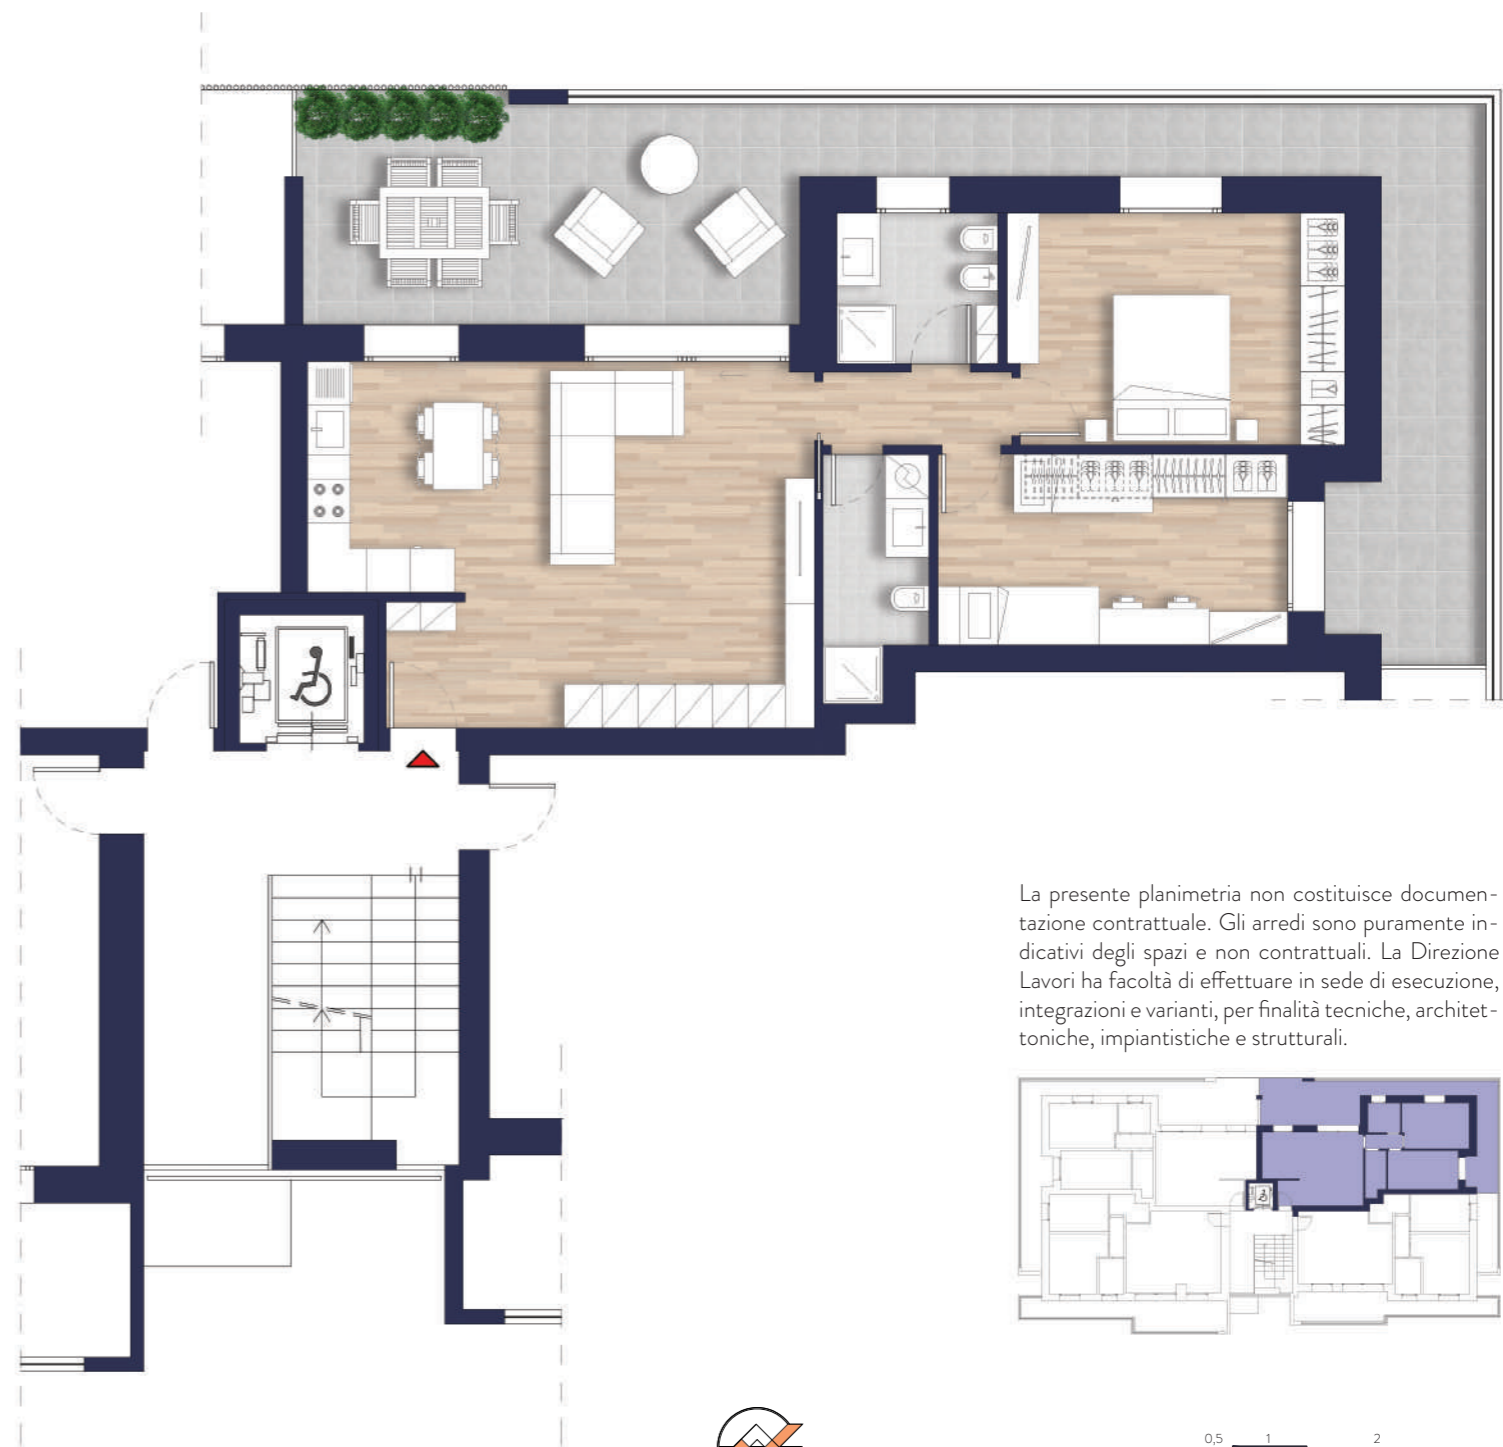 La presente planimetria non costituisce documen-
tazione contrattuale. Gli arredi sono puramente in-
dicativi degli spazi e non contrattuali. La Direzione
Lavori ha facoltà di effettuare in sede di esecuzione,
integrazioni e varianti, per finalità tecniche, architet-
toniche, impiantistiche e strutturali.
0,5 1 2